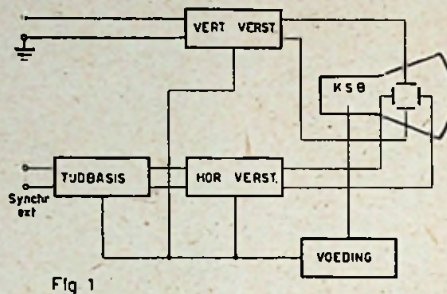 VERT VERST.
KSB
TIJDBASIS
HOR VERST.
Synchr
ext
VOEDING
Fig 1